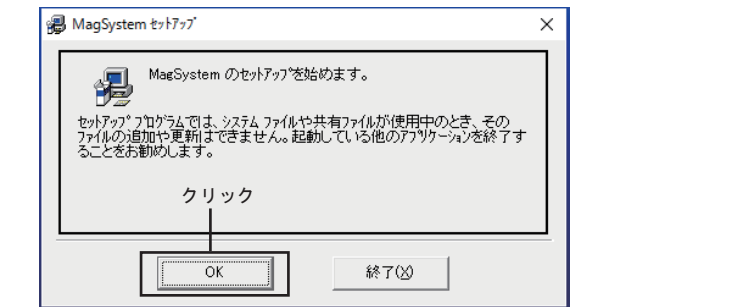 MagSystem ｾｯﾄｱｯﾌﾟ
MagSystem のｾｯﾄｱｯﾌﾟを始めます。
ｾｯﾄｱｯﾌﾟ ﾌﾟﾛｸﾞﾗﾑでは、ｼｽﾃﾑ ﾌｧｲﾙや共有ﾌｧｲﾙが使用中のとき、その
ﾌｧｲﾙの追加や更新はできません。起動している他のｱﾌﾟﾘｹｰｼｮﾝを終了す
ることをお勧めします。
クリック
OK
終了(X)